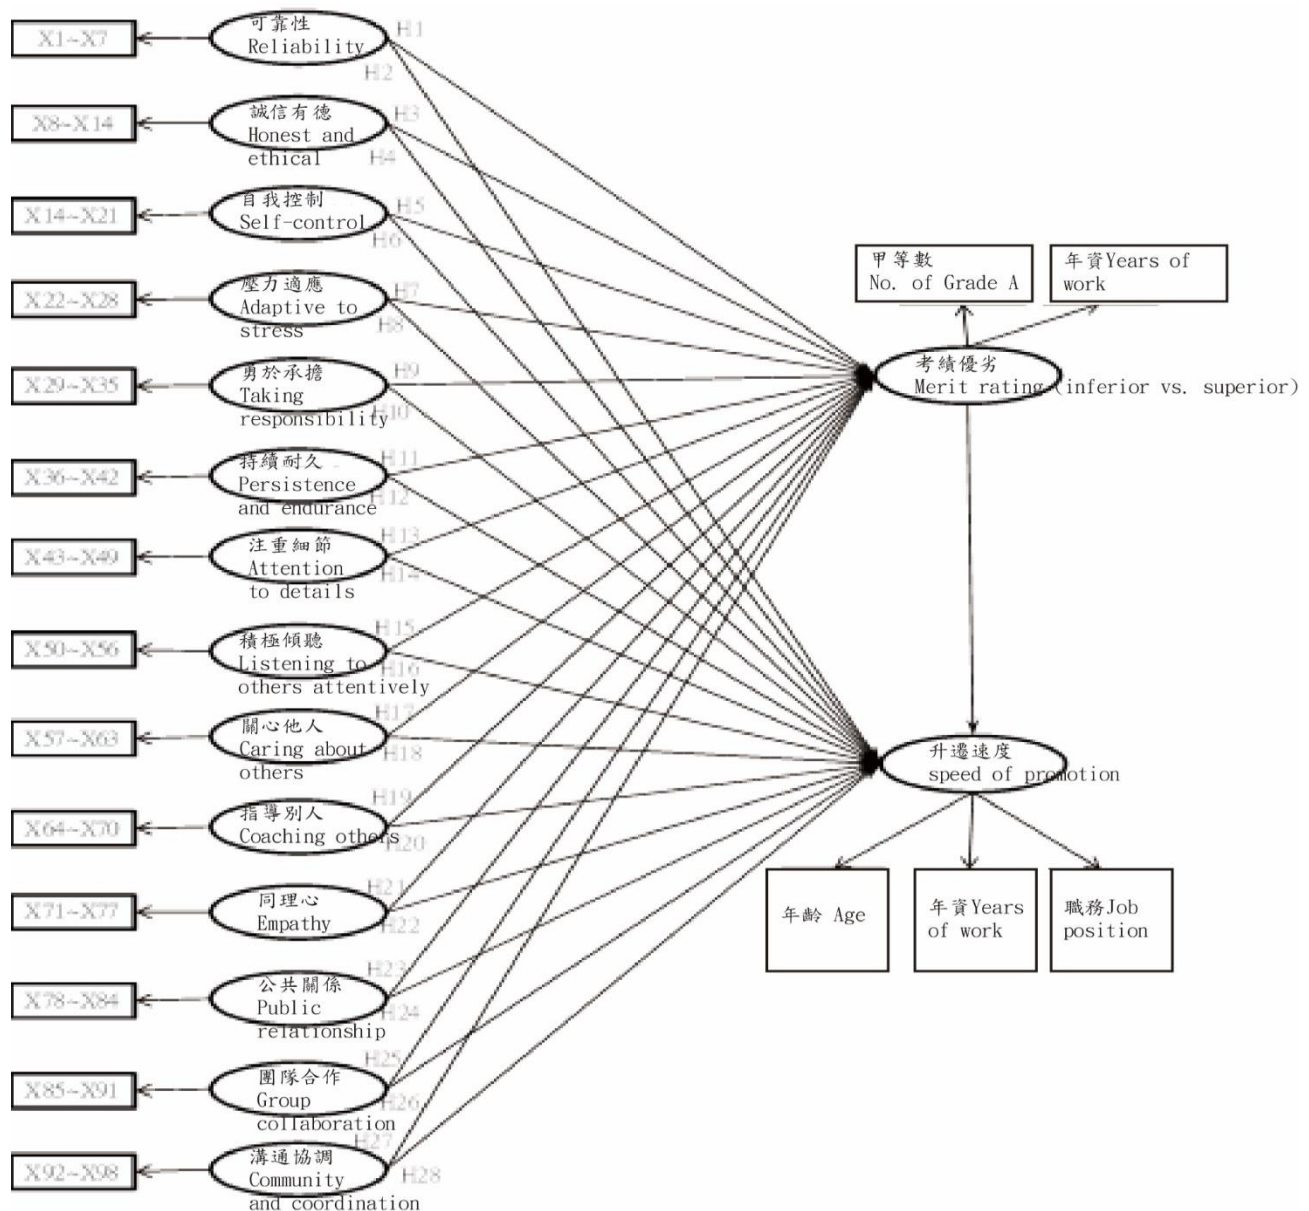 X1~X7
可靠性
Reliability
H1
H2
X8~X14
誠信有德
Honest and
ethical
H3
H4
X14~X21
自我控制
Self-control
H5
H6
X22~X28
壓力適應
Adaptive to
stress
H7
H8
X29~X35
勇於承擔
Taking
responsibility
H9
H10
X36~X42
持續耐久
Persistence
and endurance
H11
H12
X43~X49
注重細節
Attention
to details
H13
H14
X50~X56
積極傾聽
Listening to
others attentively
H15
H16
X57~X63
關心他人
Caring about
others
H17
H18
X64~X70
指導別人
Coaching others
H19
H20
X71~X77
同理心
Empathy
H21
H22
X78~X84
公共關係
Public
relationship
H23
H24
X85~X91
團隊合作
Group
collaboration
H25
H26
X92~X98
溝通協調
Community
and coordination
H27
H28
甲等數
No. of Grade A
年資Years of
work
考績優劣
Merit rating (inferior vs. superior)
升遷速度
speed of promotion
年齡 Age
年資Years
of work
職務Job
position